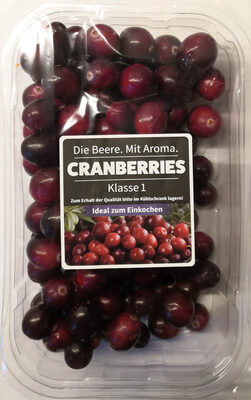 Die Beere. Mit Aroma.
CRANBERRIES
Klasse 1
Zum Erhalt der Qualität bitte im Kühlschrank lagern!
Ideal zum Einkochen